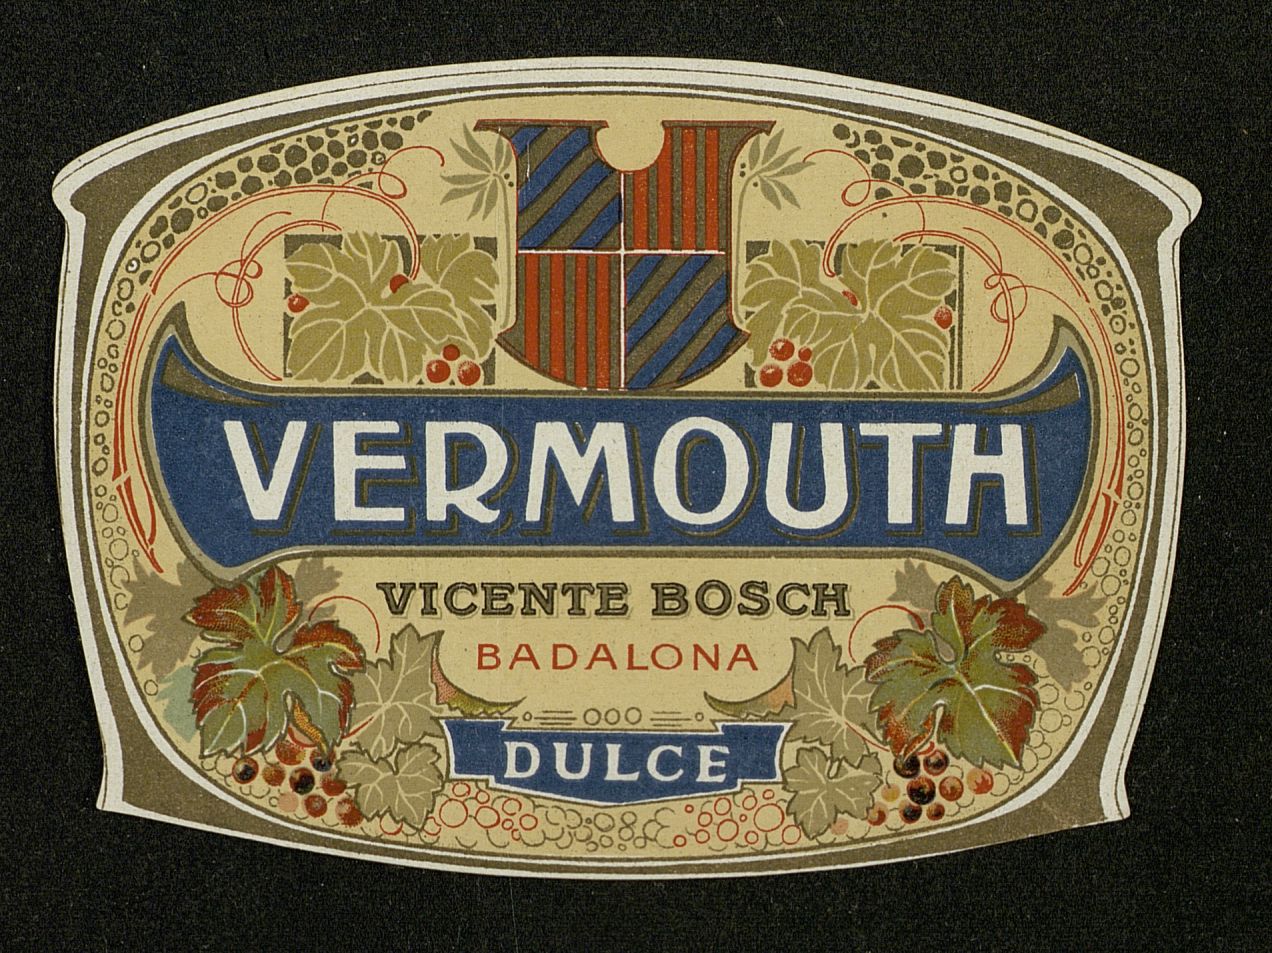 VERMOUTH
VICENTE BOSCH
BADALONA
DULCE